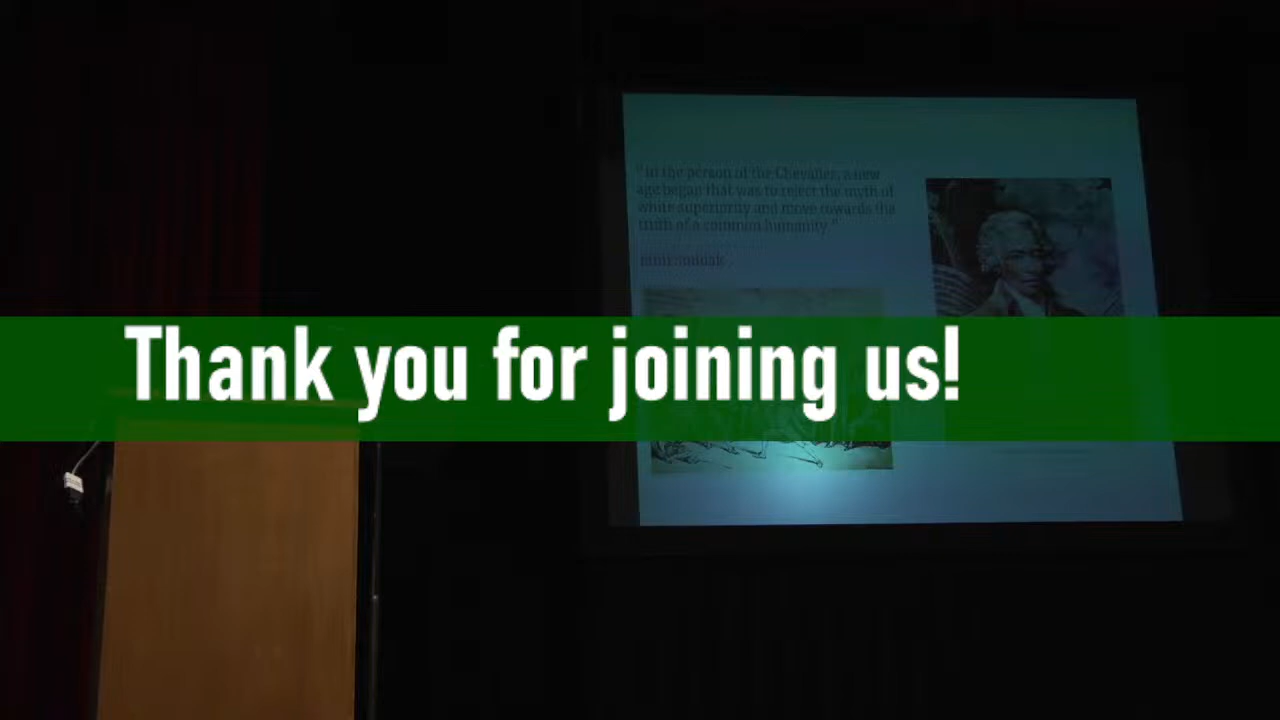 "In the person of the Chevalier, a new
age began that was to reject the myth of
white superiority and move towards the
truth of a common humanity."
Thank you for joining us!